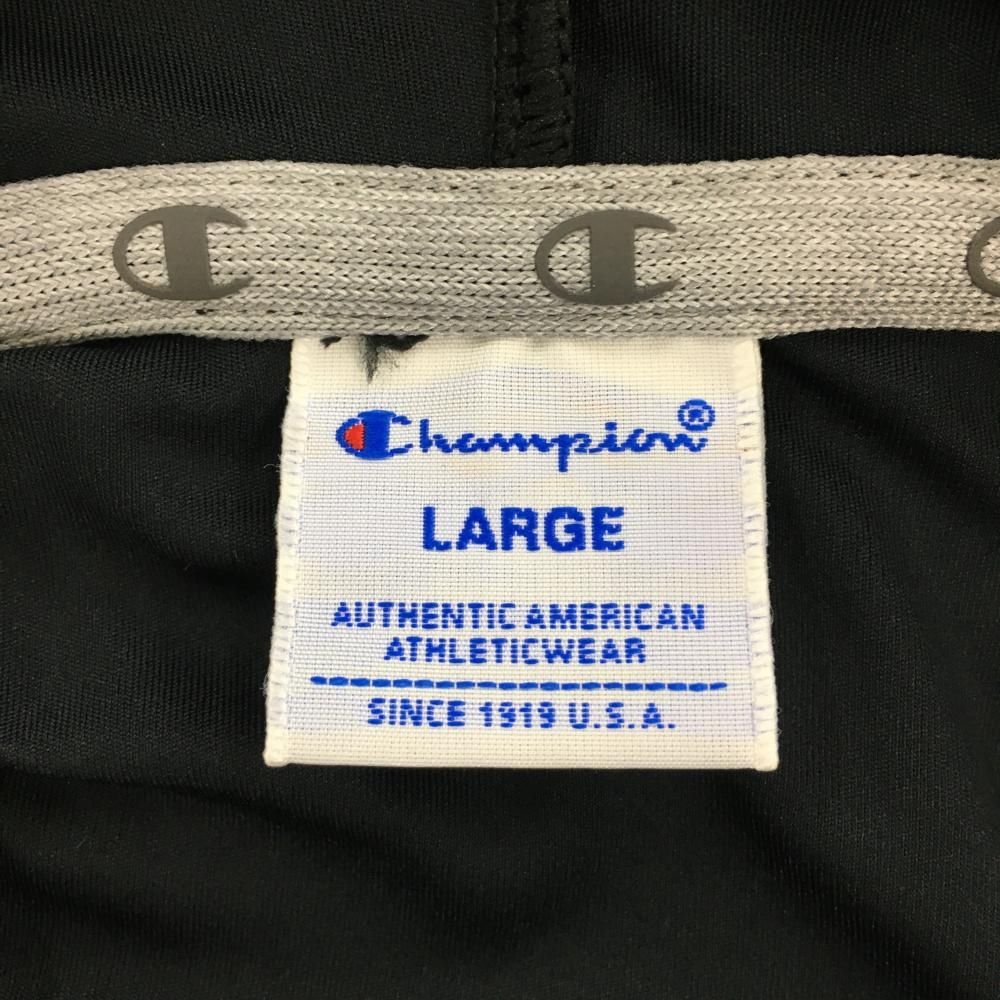 Champion®
LARGE
AUTHENTIC AMERICAN
ATHLETICWEAR
SINCE 1919 U.S.A.